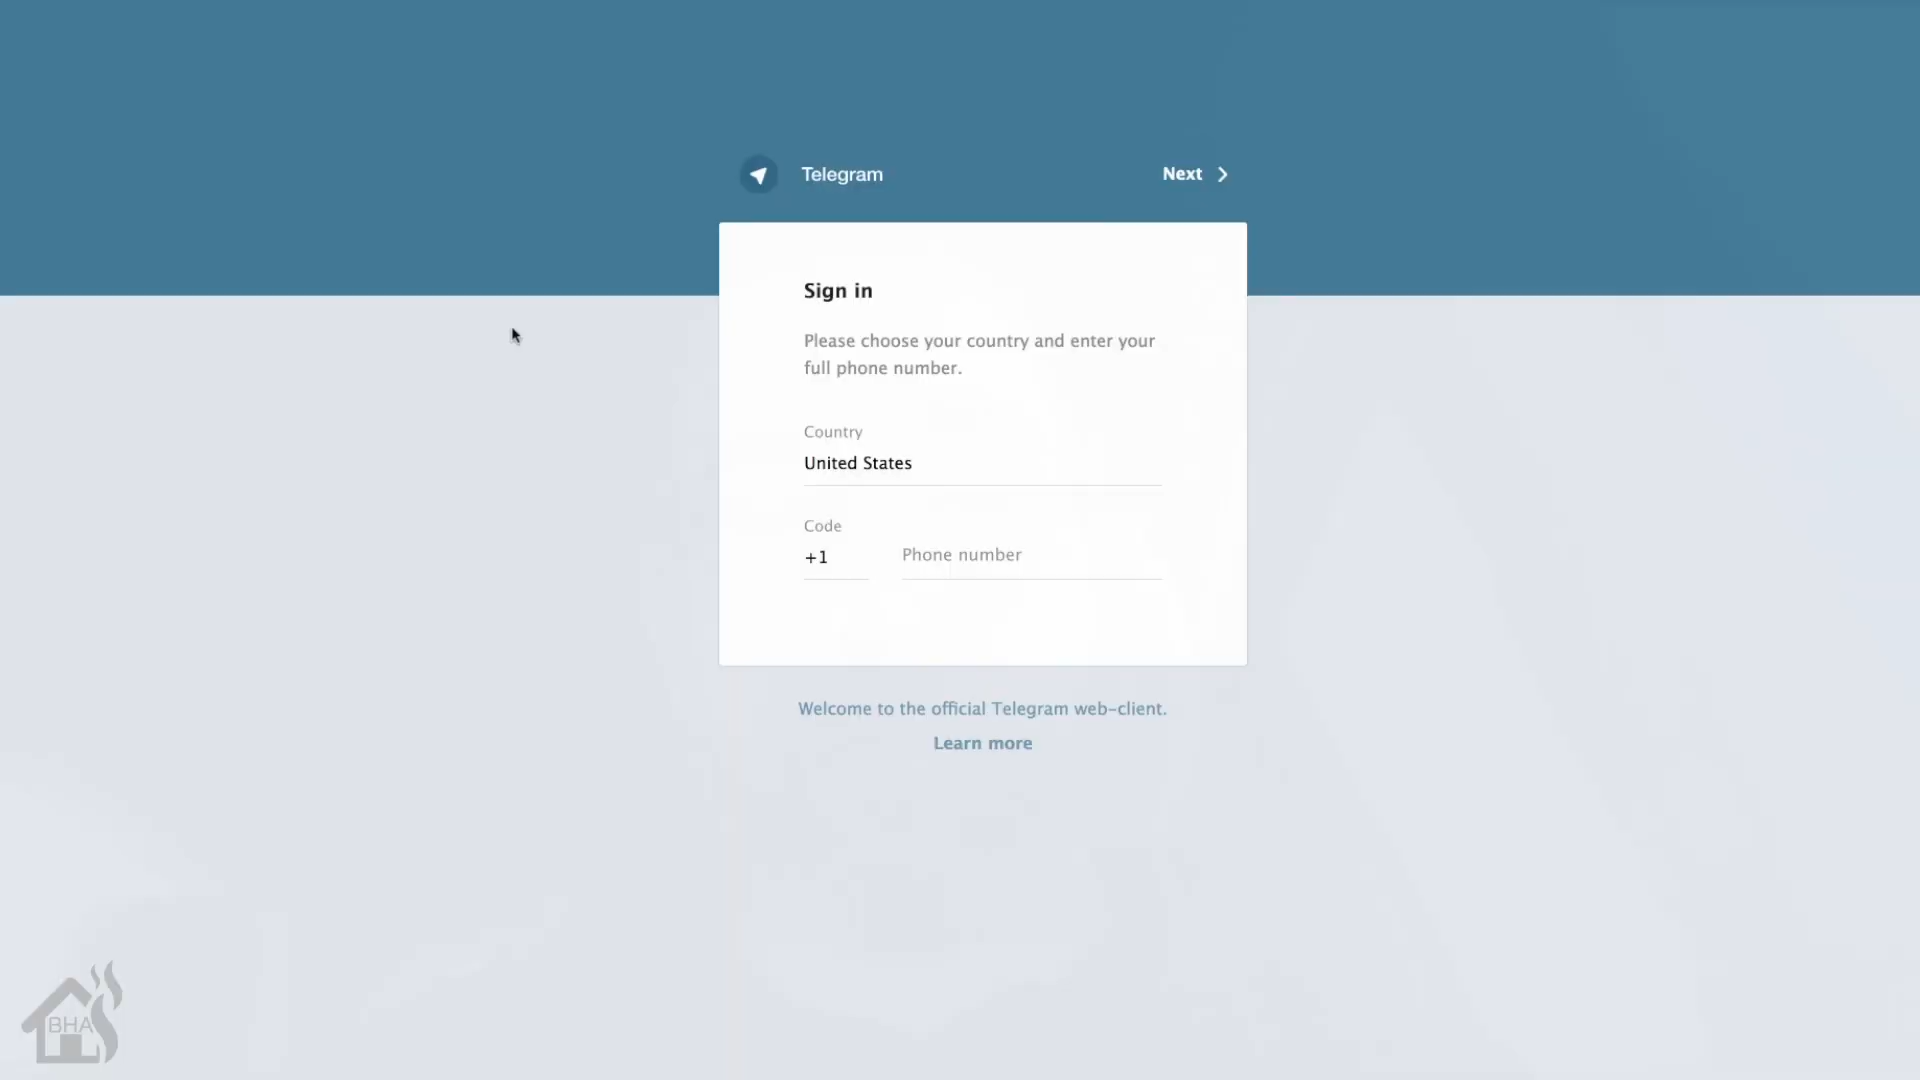 Telegram
Next
Sign in
Please choose your country and enter your
full phone number.
Country
United States
Code
+1
Phone number
Welcome to the official Telegram web-client.
Learn more
BHA